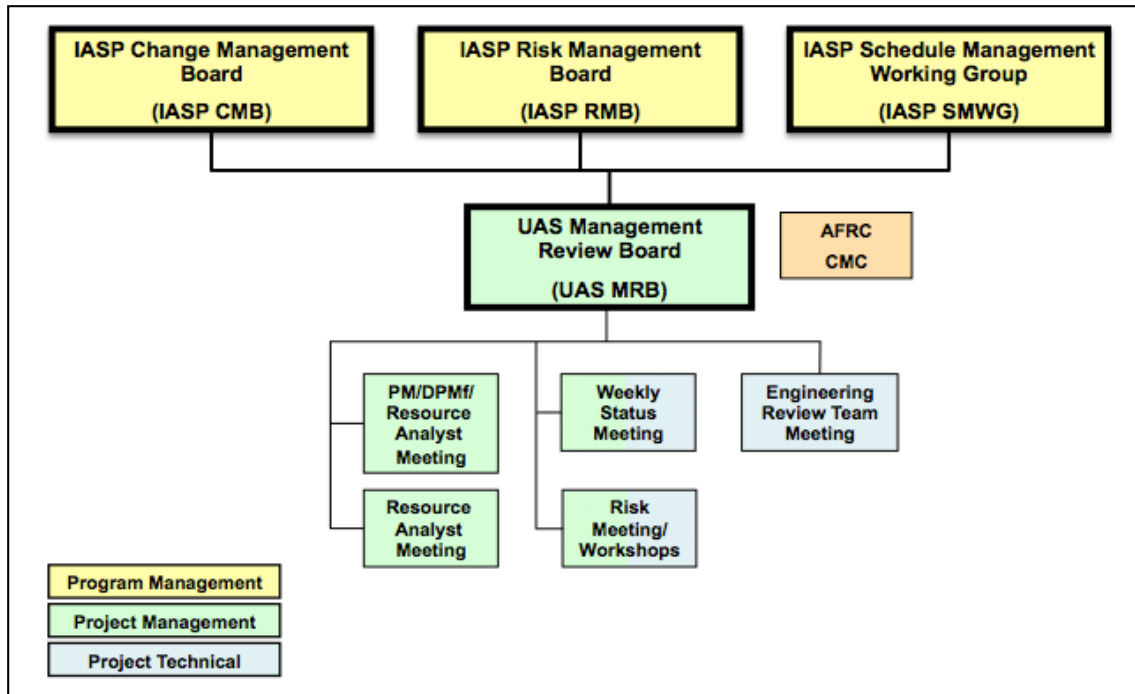 IASP Change Management
Board
(IASP CMB)
IASP Risk Management
Board
(IASP RMB)
IASP Schedule Management
Working Group
(IASP SMWG)
UAS Management
Review Board
(UAS MRB)
AFRC
CMC
PM/DPMf/
Resource
Analyst
Meeting
Weekly
Status
Meeting
Engineering
Review Team
Meeting
Resource
Analyst
Meeting
Risk
Meeting/
Workshops
Program Management
Project Management
Project Technical